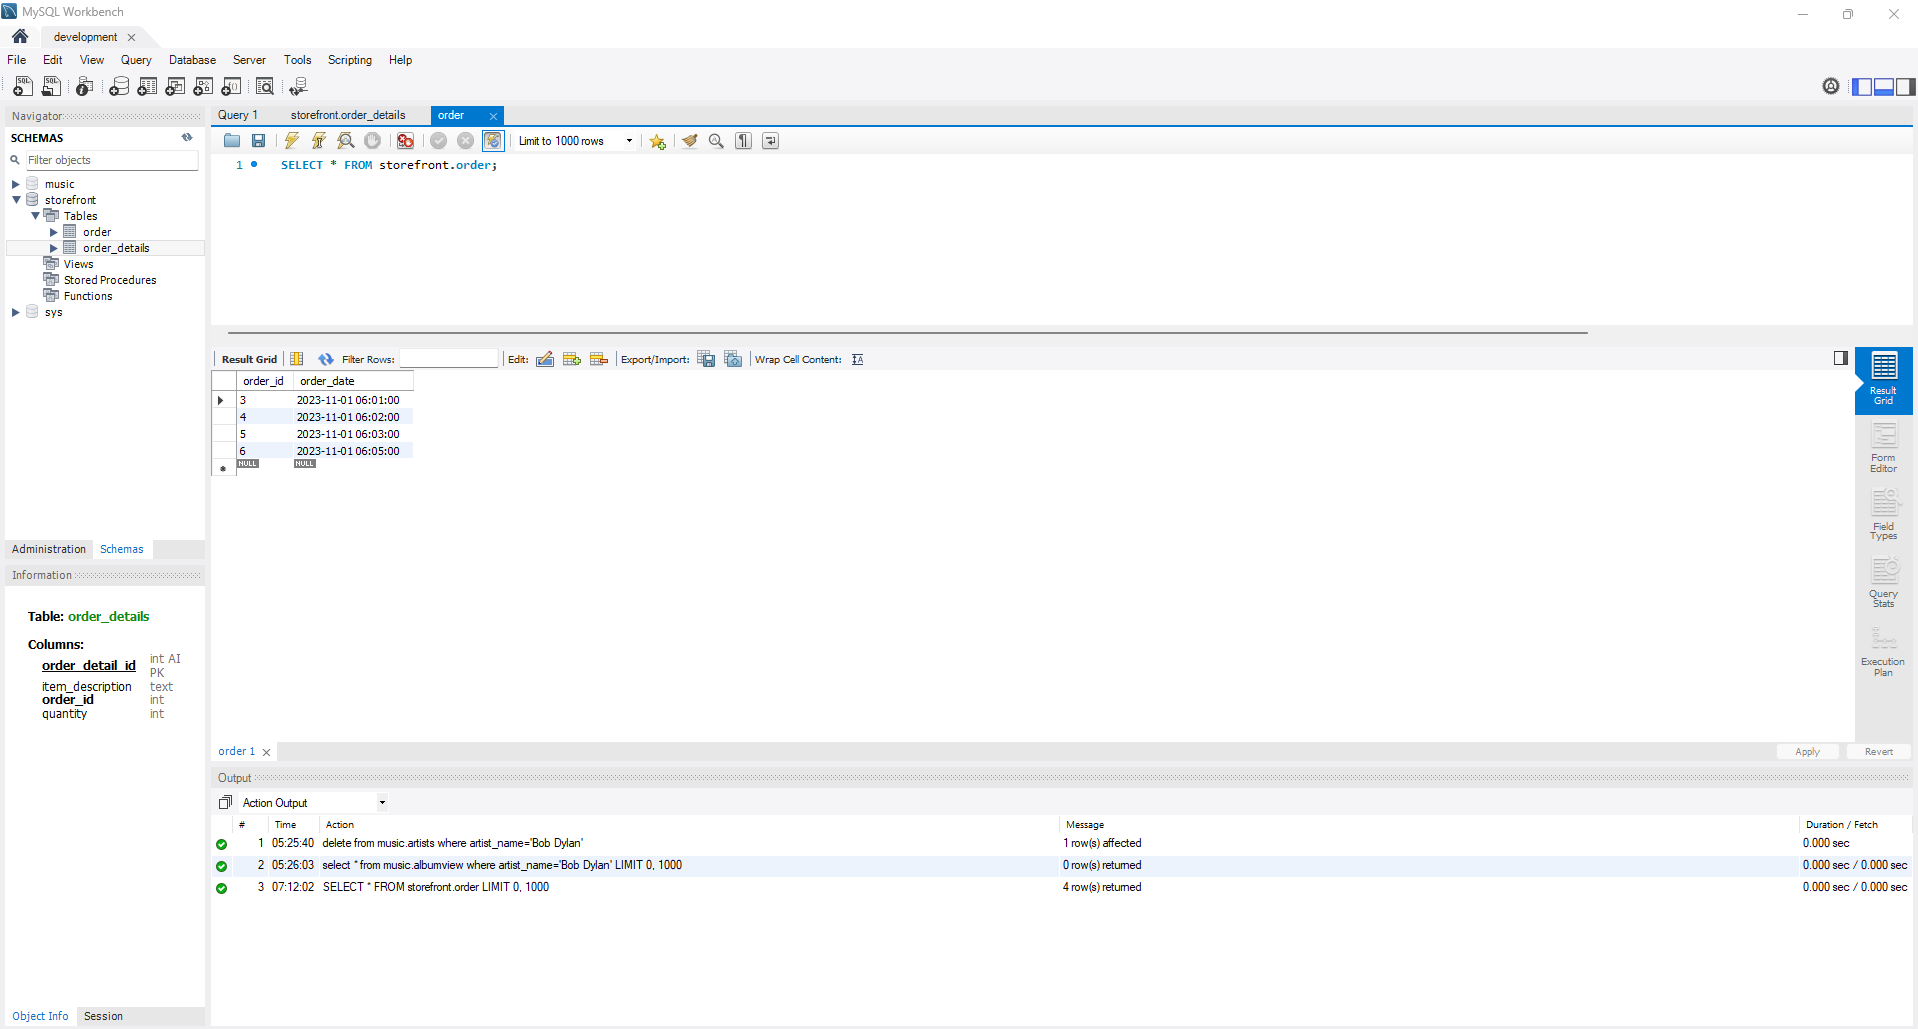 MySQL Workbench
development
File Edit View Query Database Server Tools Scripting Help
Navigator
SCHEMAS
Filter objects
music
storefront
Tables
order
order_details
Views
Stored Procedures
Functions
sys
Administration Schemas
Information
Table: order_details
Columns:
order_detail_id int AI PK
item_description text
order_id int
quantity int
Object Info Session
Query 1 storefront.order_details order
Limit to 1000 rows
1 SELECT * FROM storefront.order;
Result Grid Filter Rows: Edit: Export/Import: Wrap Cell Content:
order_id order_date
3 2023-11-01 06:01:00
4 2023-11-01 06:02:00
5 2023-11-01 06:03:00
6 2023-11-01 06:05:00
NULL NULL
Result Grid
Form Editor
Field Types
Query Stats
Execution Plan
order 1
Apply Revert
Output
Action Output
# Time Action Message Duration / Fetch
1 05:25:40 delete from music.artists where artist_name='Bob Dylan' 1 row(s) affected 0.000 sec
2 05:26:03 select * from music.albumview where artist_name='Bob Dylan' LIMIT 0, 1000 0 row(s) returned 0.000 sec / 0.000 sec
3 07:12:02 SELECT * FROM storefront.order LIMIT 0, 1000 4 row(s) returned 0.000 sec / 0.000 sec